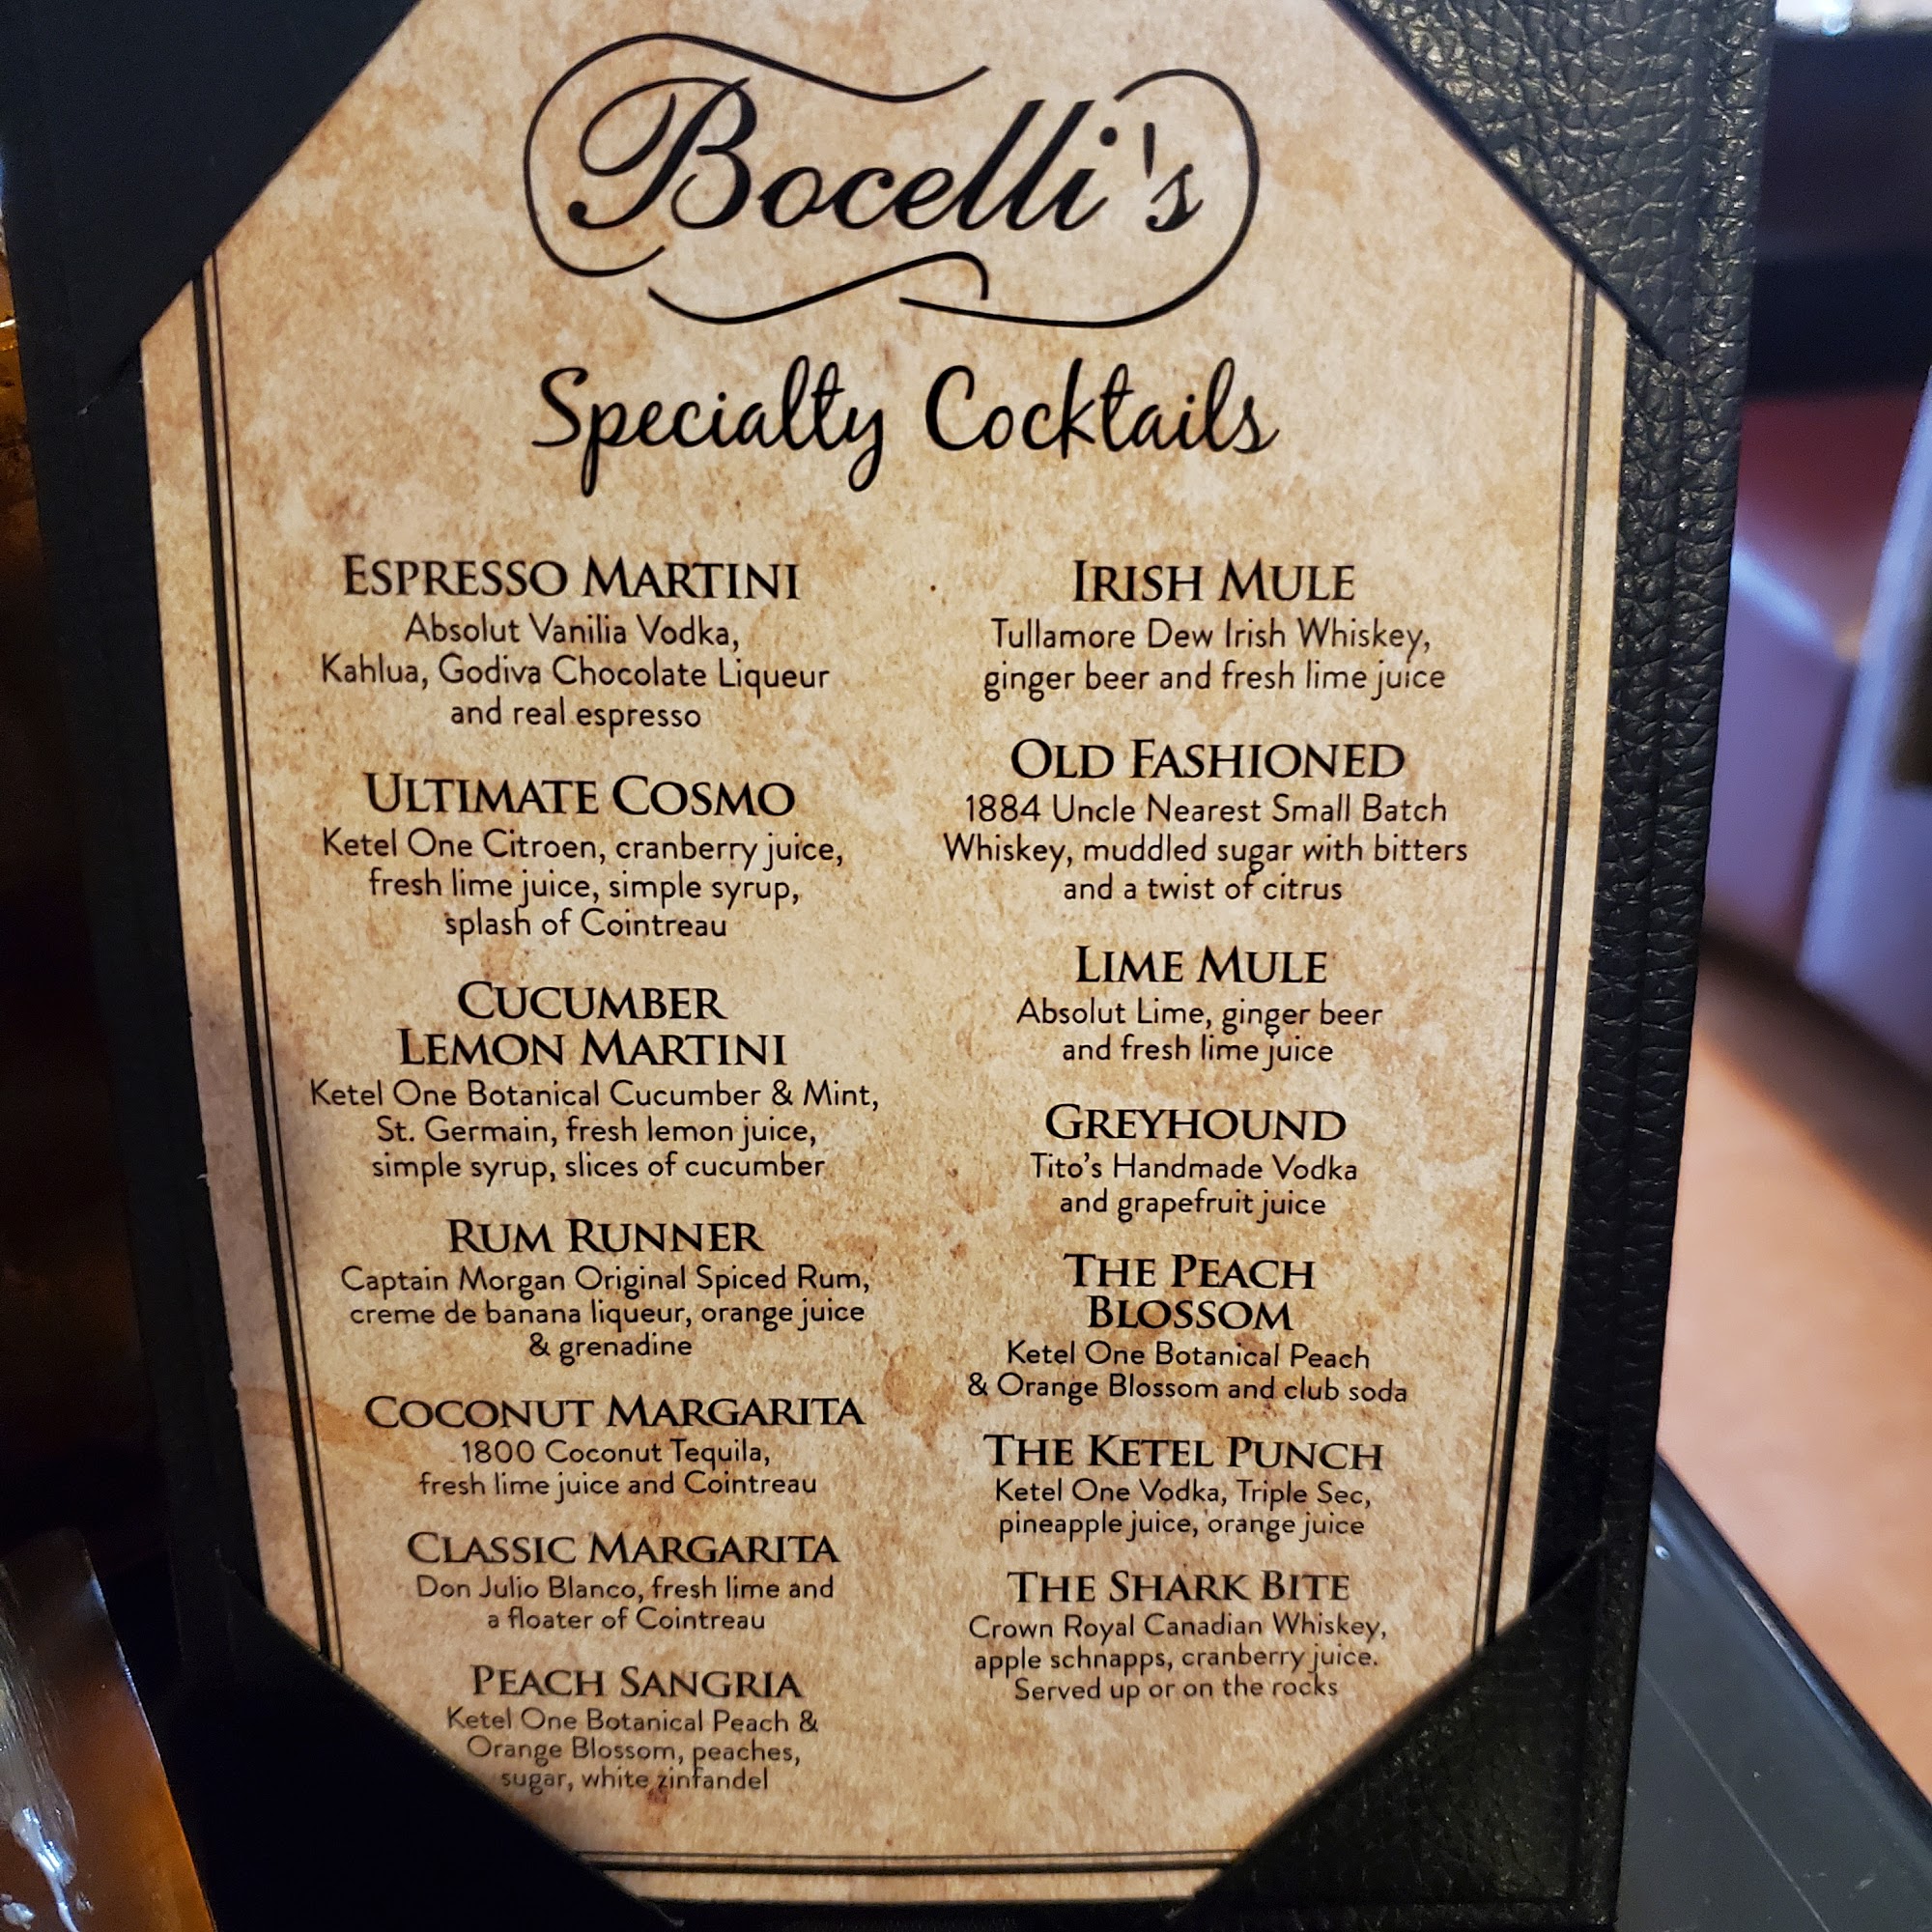 Bocelli's
Specialty Cocktails
ESPRESSO MARTINI
Absolut Vanilia Vodka,
Kahlua, Godiva Chocolate Liqueur
and real espresso
ULTIMATE COSMO
Ketel One Citroen, cranberry juice,
fresh lime juice, simple syrup,
splash of Cointreau
CUCUMBER
LEMON MARTINI
Ketel One Botanical Cucumber & Mint,
St. Germain, fresh lemon juice,
simple syrup, slices of cucumber
RUM RUNNER
Captain Morgan Original Spiced Rum,
creme de banana liqueur, orange juice
& grenadine
COCONUT MARGARITA
1800 Coconut Tequila,
fresh lime juice and Cointreau
CLASSIC MARGARITA
Don Julio Blanco, fresh lime and
a floater of Cointreau
PEACH SANGRIA
Ketel One Botanical Peach &
Orange Blossom, peaches,
sugar, white zinfandel
IRISH MULE
Tullamore Dew Irish Whiskey,
ginger beer and fresh lime juice
OLD FASHIONED
1884 Uncle Nearest Small Batch
Whiskey, muddled sugar with bitters
and a twist of citrus
LIME MULE
Absolut Lime, ginger beer
and fresh lime juice
GREYHOUND
Tito's Handmade Vodka
and grapefruit juice
THE PEACH
BLOSSOM
Ketel One Botanical Peach
& Orange Blossom and club soda
THE KETEL PUNCH
Ketel One Vodka, Triple Sec,
pineapple juice, orange juice
THE SHARK BITE
Crown Royal Canadian Whiskey,
apple schnapps, cranberry juice.
Served up or on the rocks